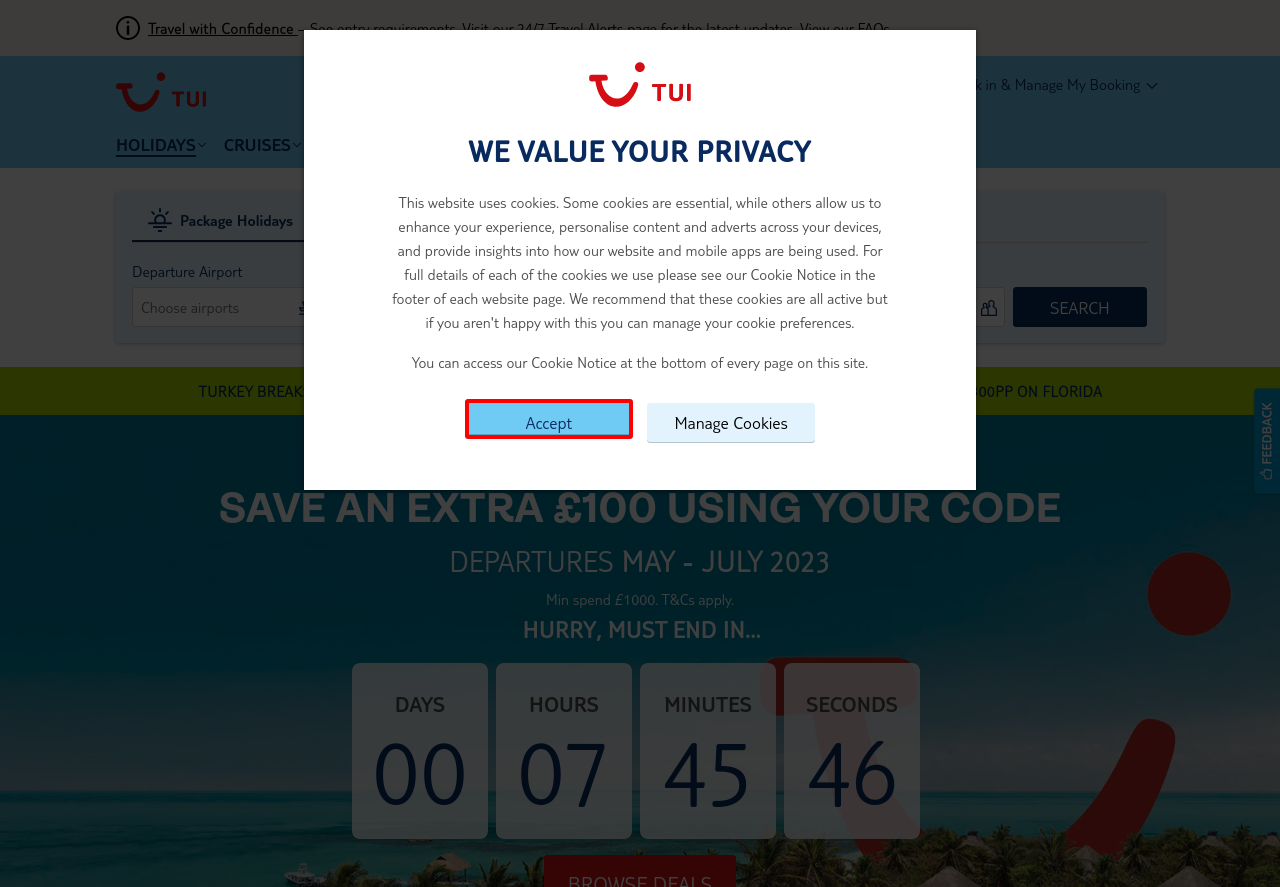 Travel with Confidence – See entry requirements. Visit our 24/7 Travel Alerts page for the latest updates. View our FAQs
TUI
k in & Manage My Booking
HOLIDAYS CRUISES
TUI
WE VALUE YOUR PRIVACY
This website uses cookies. Some cookies are essential, while others allow us to
enhance your experience, personalise content and adverts across your devices,
and provide insights into how our website and mobile apps are being used. For
full details of each of the cookies we use please see our Cookie Notice in the
footer of each website page. We recommend that these cookies are all active but
if you aren't happy with this you can manage your cookie preferences.
You can access our Cookie Notice at the bottom of every page on this site.
Accept
Manage Cookies
Package Holidays
Departure Airport
Choose airports
SEARCH
TURKEY BREAK
00PP ON FLORIDA
FEEDBACK
SAVE AN EXTRA £100 USING YOUR CODE
DEPARTURES MAY - JULY 2023
Min spend £1000. T&Cs apply.
HURRY, MUST END IN...
DAYS HOURS MINUTES SECONDS
00 07 45 46
BROWSE DEALS